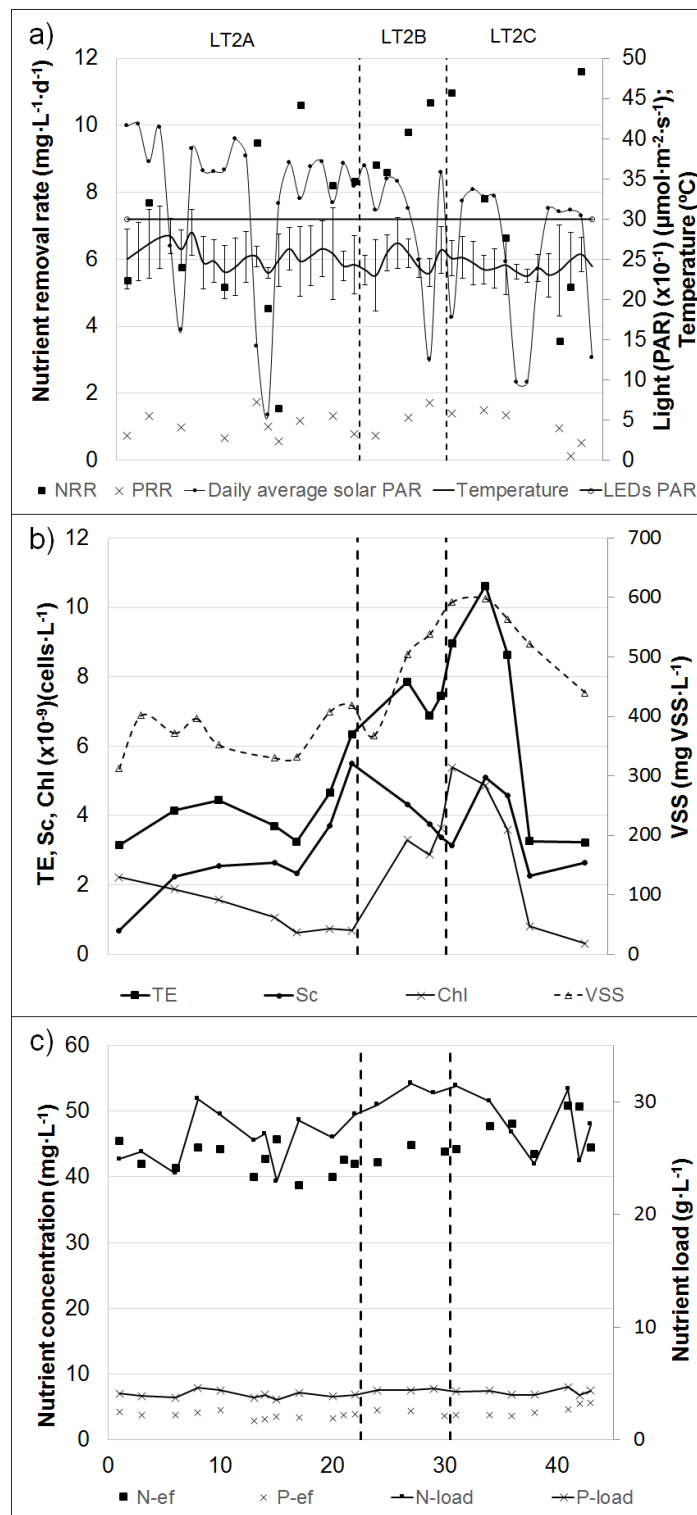 a)
LT2A LT2B LT2C
Nutrient removal rate (mg·L-1·d-1)
12
10
8
6
4
2
0
50
45
40
35
30
25
20
15
10
5
0
Light (PAR) (x10-1) (μmol·m-2·s-1);
Temperature (ºC)
NRR PRR Daily average solar PAR Temperature LEDs PAR
b)
TE, Sc, Chl (x10-9)(cells·L-1)
12
10
8
6
4
2
0
700
600
500
400
300
200
100
0
VSS (mg VSS·L-1)
0 10 20 30 40
TE Sc Chl VSS
c)
Nutrient concentration (mg·L-1)
60
50
40
30
20
10
0
30
20
10
0
Nutrient load (g·L-1)
0 10 20 30 40
N-ef P-ef N-load P-load